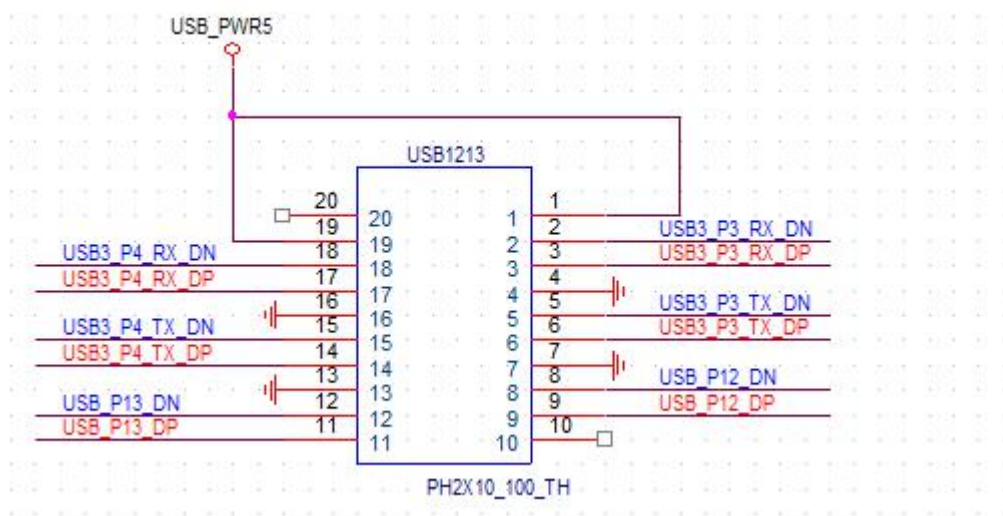 USB_PWR5
USB1213
20 20 1 1
19 19 2 2 USB3_P3_RX_DN
USB3_P4_RX_DN 18 18 3 3 USB3_P3_RX_DP
USB3_P4_RX_DP 17 17 4 4
16 16 5 5 USB3_P3_TX_DN
USB3_P4_TX_DN 15 15 6 6 USB3_P3_TX_DP
USB3_P4_TX_DP 14 14 7 7
13 13 8 8 USB_P12_DN
USB_P13_DN 12 12 9 9 USB_P12_DP
USB_P13_DP 11 11 10 10
PH2X10_100_TH